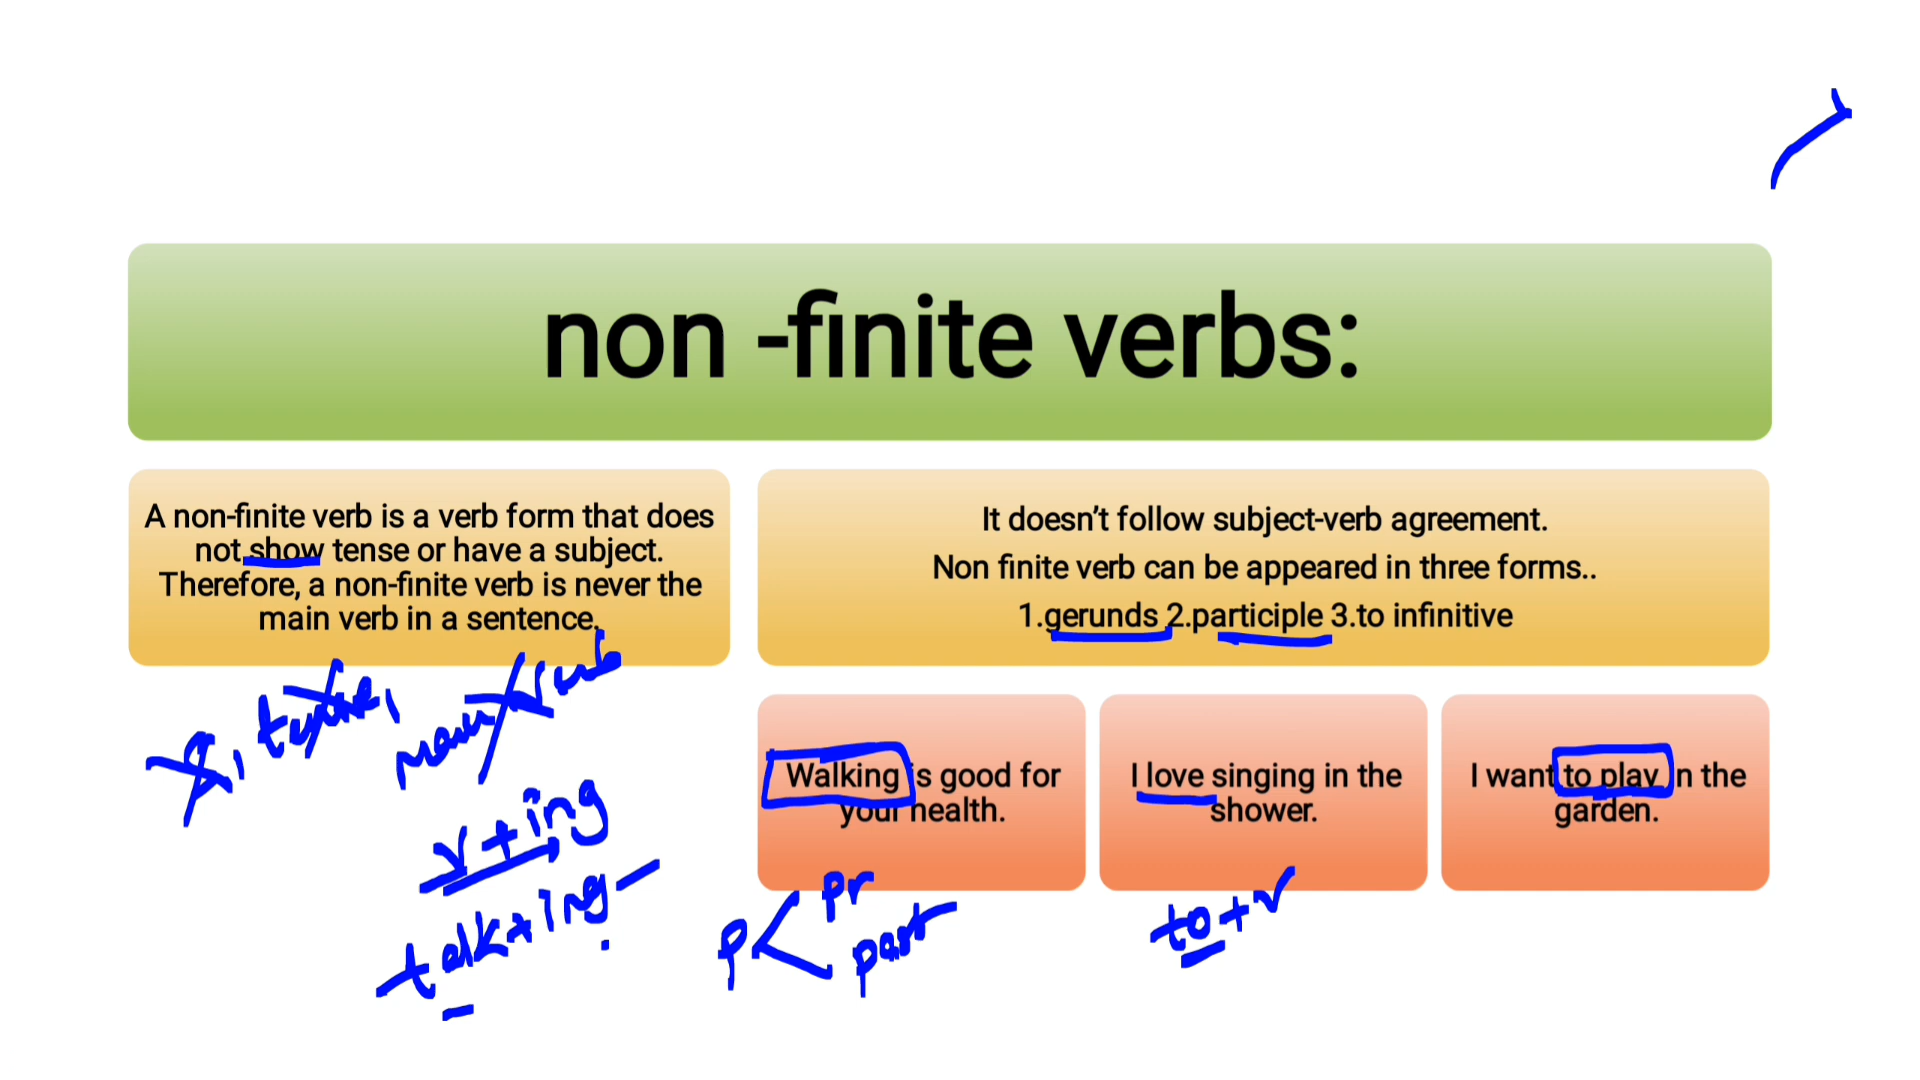 non -finite verbs:
A non-finite verb is a verb form that does
not show tense or have a subject.
Therefore, a non-finite verb is never the
main verb in a sentence.
It doesn't follow subject-verb agreement.
Non finite verb can be appeared in three forms..
1.gerunds 2.participle 3.to infinitive
Walking is good for
your health.
I love singing in the
shower.
I want to play in the
garden.
S, tense,
main verb
v+ing
talk+ing
p
pr
past
to+v